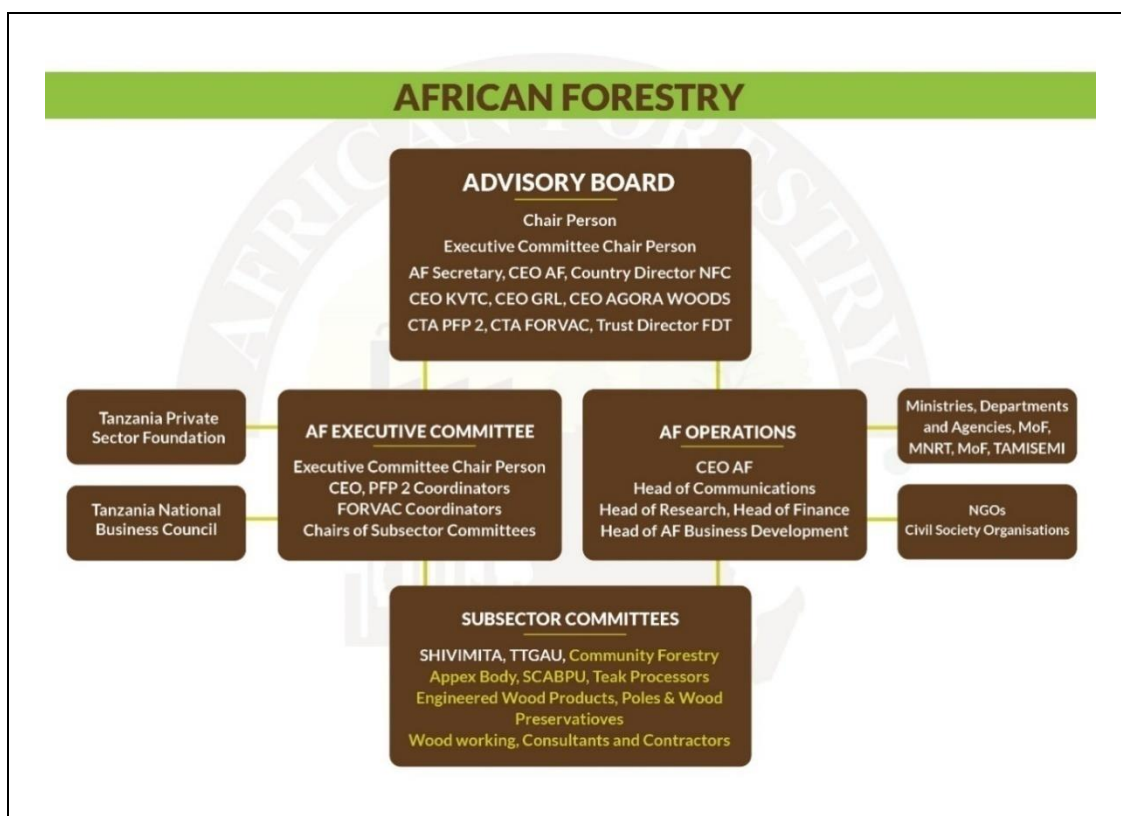 AFRICAN FORESTRY
AFRICAN FORESTRY
ADVISORY BOARD
Chair Person
Executive Committee Chair Person
AF Secretary, CEO AF, Country Director NFC
CEO KVTC, CEO GRL, CEO AGORA WOODS
CTA PFP 2, CTA FORVAC, Trust Director FDT
Tanzania Private
Sector Foundation
Tanzania National
Business Council
AF EXECUTIVE COMMITTEE
Executive Committee Chair Person
CEO, PFP 2 Coordinators
FORVAC Coordinators
Chairs of Subsector Committees
AF OPERATIONS
CEO AF
Head of Communications
Head of Research, Head of Finance
Head of AF Business Development
Ministries, Departments
and Agencies, MoF,
MNRT, MoF, TAMISEMI
NGOs
Civil Society Organisations
SUBSECTOR COMMITTEES
SHIVIMITA, TTGAU, Community Forestry
Appex Body, SCABPU, Teak Processors
Engineered Wood Products, Poles & Wood
Preservatioves
Wood working, Consultants and Contractors